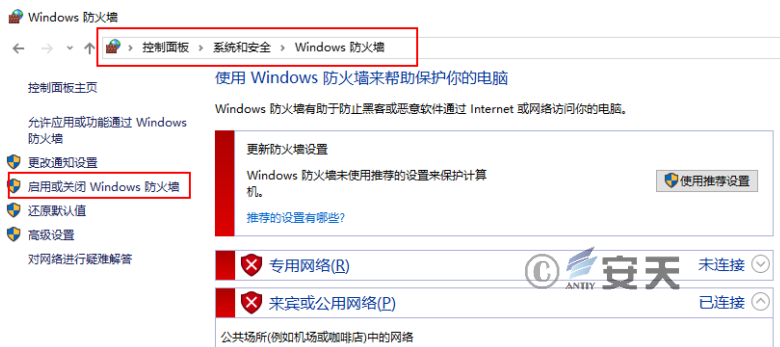 Windows 防火墙
控制面板 › 系统和安全 › Windows 防火墙
控制面板主页
允许应用或功能通过 Windows
防火墙
更改通知设置
启用或关闭 Windows 防火墙
还原默认值
高级设置
对网络进行疑难解答
使用 Windows 防火墙来帮助保护你的电脑
Windows 防火墙有助于防止黑客或恶意软件通过 Internet 或网络访问你的电脑。
更新防火墙设置
Windows 防火墙未使用推荐的设置来保护计算
机。
使用推荐设置
推荐的设置有哪些?
专用网络(R) 未连接
来宾或公用网络(P) 已连接
公共场所(例如机场或咖啡店)中的网络
© ANTIY 安天